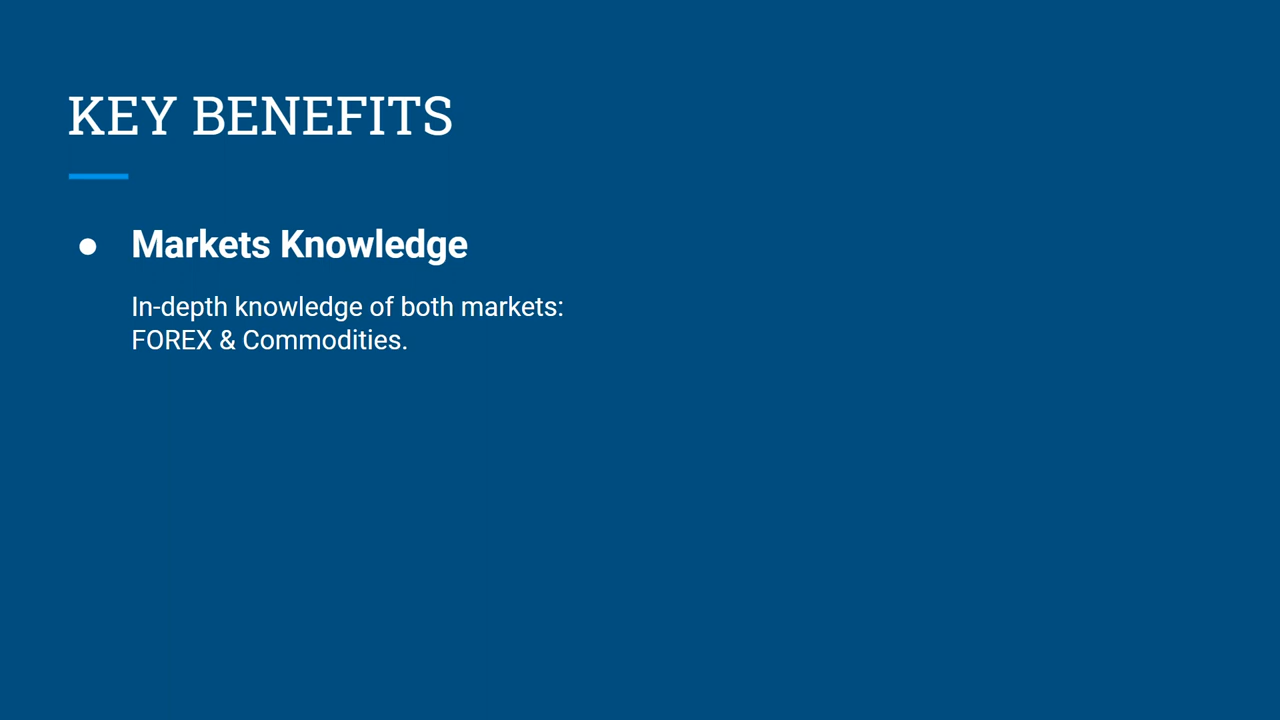 KEY BENEFITS
● Markets Knowledge
In-depth knowledge of both markets:
FOREX & Commodities.